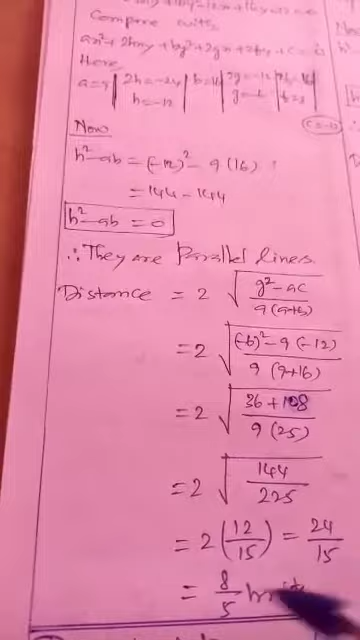 Compare with
ax²+2hxy+by²+2gx+2fy+c=0
Here,
a=9 | 2h=-24 | b=16 | 2g=-12 | 2f=-16
h=-12 | g=-6 | f=-8
c=-12
Now
h²-ab = (-12)² - 9(16)
= 144 - 144
h²-ab = 0
∴ They are Parallel lines.
Distance = 2 √(g²-ac / a(a+b))
= 2 √((-6)²-9(-12) / 9(9+16))
= 2 √(36+108 / 9(25))
= 2 √(144 / 225)
= 2 (12/15) = 24/15
= 8/5